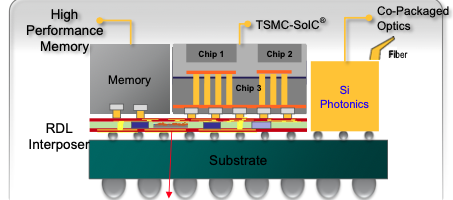 High
Performance
Memory
TSMC-SoIC®
Co-Packaged
Optics
Fiber
Chip 1
Chip 2
Memory
Chip 3
Si
Photonics
RDL
Interposer
Substrate